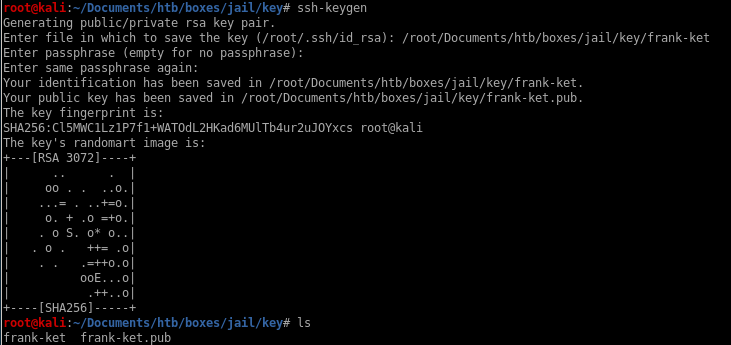 root@kali:~/Documents/htb/boxes/jail/key# ssh-keygen
Generating public/private rsa key pair.
Enter file in which to save the key (/root/.ssh/id_rsa): /root/Documents/htb/boxes/jail/key/frank-ket
Enter passphrase (empty for no passphrase):
Enter same passphrase again:
Your identification has been saved in /root/Documents/htb/boxes/jail/key/frank-ket.
Your public key has been saved in /root/Documents/htb/boxes/jail/key/frank-ket.pub.
The key fingerprint is:
SHA256:Cl5MWC1Lz1P7f1+WATOdL2HKad6MUlTb4ur2uJOYxcs root@kali
The key's randomart image is:
+---[RSA 3072]----+
|      ..      .  |
|     oo . .  ..o.|
|    ...= . ..+=o.|
|     o. + .o =+o.|
|    . o S. o* o..|
|   . o .   ++= .o|
|    . .   .=++o.o|
|          ooE...o|
|           .++..o|
+----[SHA256]-----+
root@kali:~/Documents/htb/boxes/jail/key# ls
frank-ket  frank-ket.pub